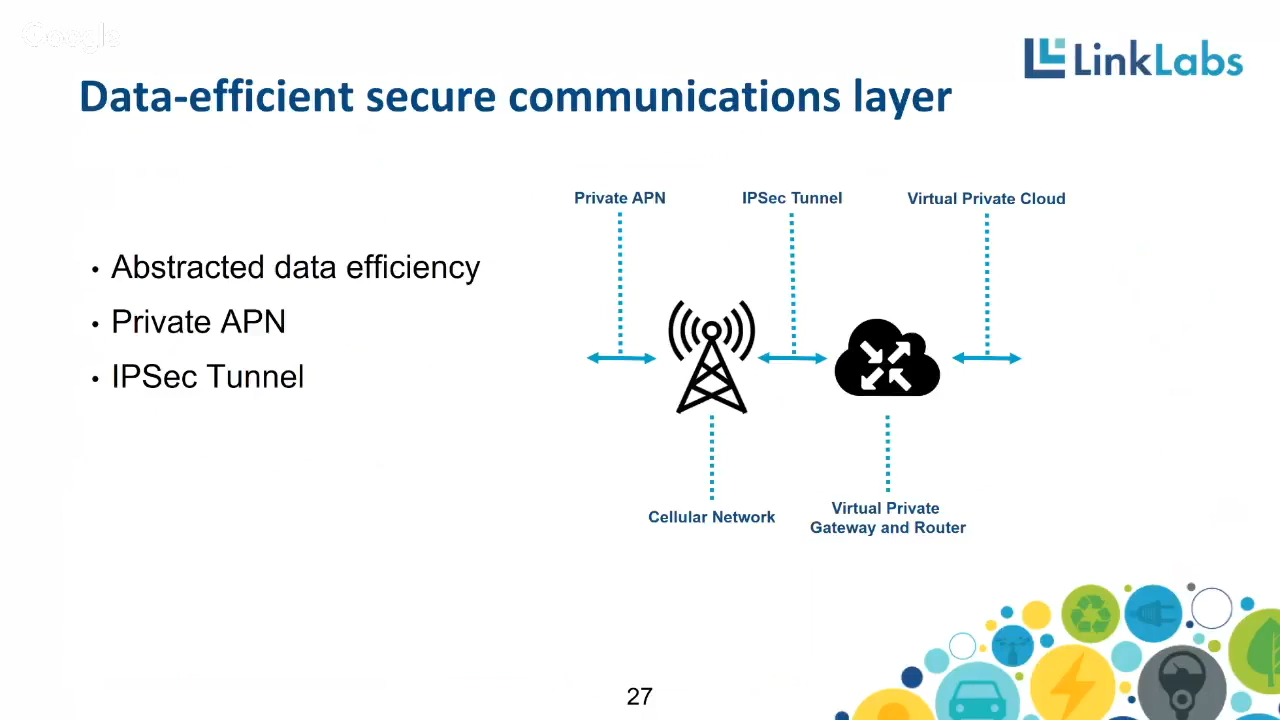 Google
LinkLabs
Data-efficient secure communications layer
Private APN
IPSec Tunnel
Virtual Private Cloud
• Abstracted data efficiency
• Private APN
• IPSec Tunnel
Cellular Network
Virtual Private
Gateway and Router
27